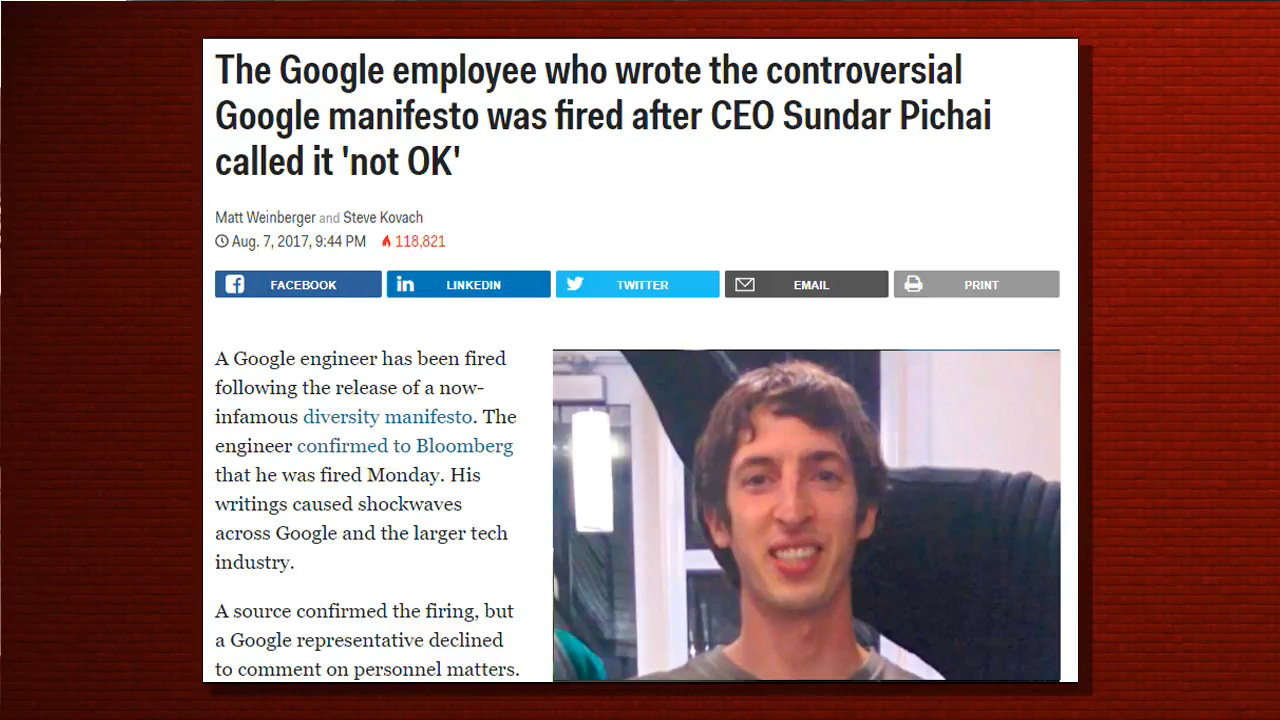 The Google employee who wrote the controversial
Google manifesto was fired after CEO Sundar Pichai
called it 'not OK'
Matt Weinberger and Steve Kovach
Aug. 7, 2017, 9:44 PM 118,821
FACEBOOK LINKEDIN TWITTER EMAIL PRINT
A Google engineer has been fired
following the release of a now-
infamous diversity manifesto. The
engineer confirmed to Bloomberg
that he was fired Monday. His
writings caused shockwaves
across Google and the larger tech
industry.
A source confirmed the firing, but
a Google representative declined
to comment on personnel matters.